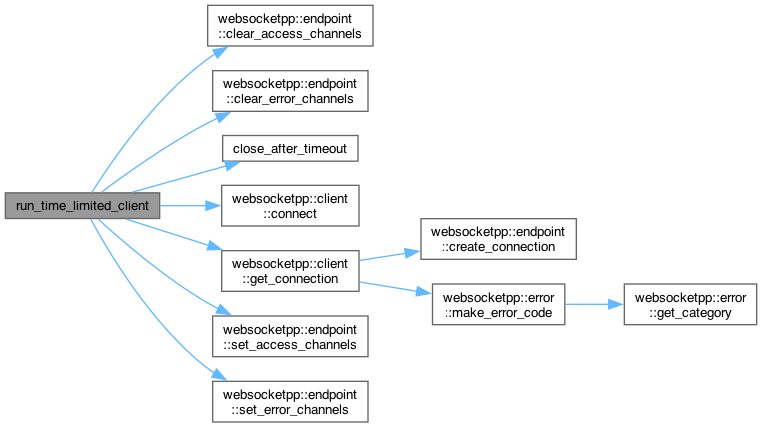 websocketpp::endpoint
::clear_access_channels
websocketpp::endpoint
::clear_error_channels
close_after_timeout
run_time_limited_client
websocketpp::client
::connect
websocketpp::client
::get_connection
websocketpp::endpoint
::create_connection
websocketpp::error
::make_error_code
websocketpp::error
::get_category
websocketpp::endpoint
::set_access_channels
websocketpp::endpoint
::set_error_channels